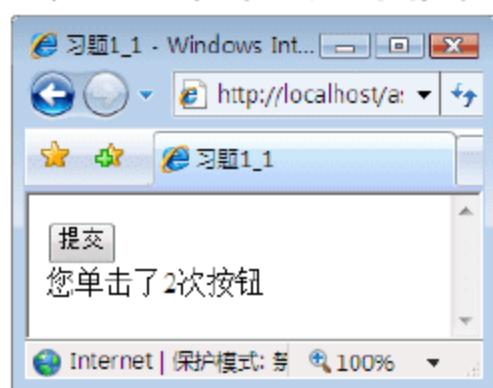 习题1_1 - Windows Int...
http://localhost/a
习题1_1
提交
您单击了2次按钮
Internet | 保护模式: 禁
100%